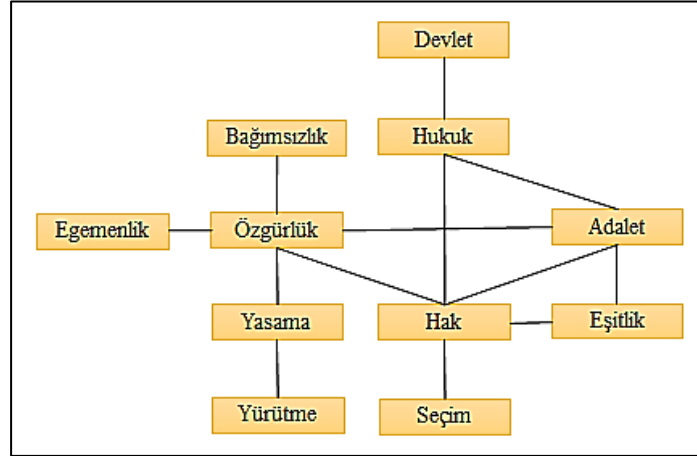 Devlet
Bağımsızlık
Hukuk
Egemenlik
Özgürlük
Adalet
Yasama
Hak
Eşitlik
Yürütme
Seçim